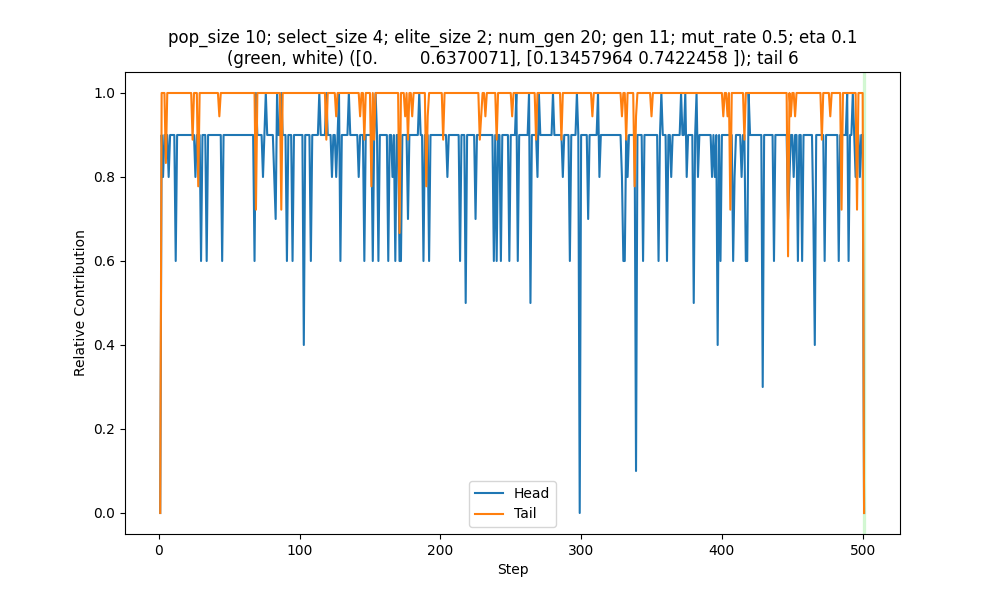 pop_size 10; select_size 4; elite_size 2; num_gen 20; gen 11; mut_rate 0.5; eta 0.1
(green, white) ([0.        0.6370071], [0.13457964 0.7422458 ]); tail 6
1.0
0.8
0.6
0.4
0.2
0.0
Relative Contribution
Head
Tail
0
100
200
300
400
500
Step